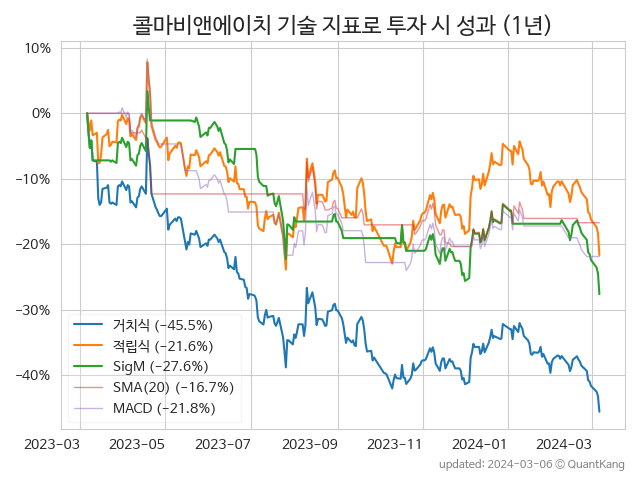 콜마비앤에이치 기술 지표로 투자 시 성과 (1년)
10%
0%
−10%
−20%
−30%
−40%
거치식 (−45.5%)
적립식 (−21.6%)
SigM (−27.6%)
SMA(20) (−16.7%)
MACD (−21.8%)
2023−03 2023−05 2023−07 2023−09 2023−11 2024−01 2024−03
updated: 2024−03−06 ⓒ QuantKang